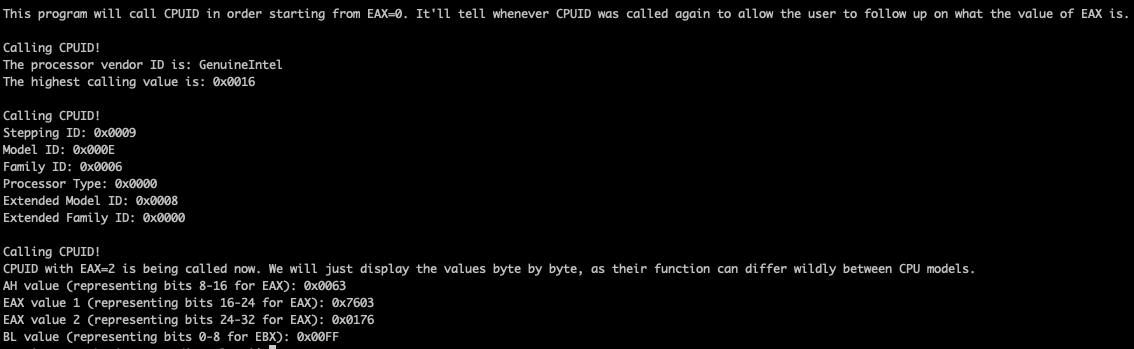 This program will call CPUID in order starting from EAX=0. It'll tell whenever CPUID was called again to allow the user to follow up on what the value of EAX is.
Calling CPUID!
The processor vendor ID is: GenuineIntel
The highest calling value is: 0x0016
Calling CPUID!
Stepping ID: 0x0009
Model ID: 0x000E
Family ID: 0x0006
Processor Type: 0x0000
Extended Model ID: 0x0008
Extended Family ID: 0x0000
Calling CPUID!
CPUID with EAX=2 is being called now. We will just display the values byte by byte, as their function can differ wildly between CPU models.
AH value (representing bits 8-16 for EAX): 0x0063
EAX value 1 (representing bits 16-24 for EAX): 0x7603
EAX value 2 (representing bits 24-32 for EAX): 0x0176
BL value (representing bits 0-8 for EBX): 0x00FF